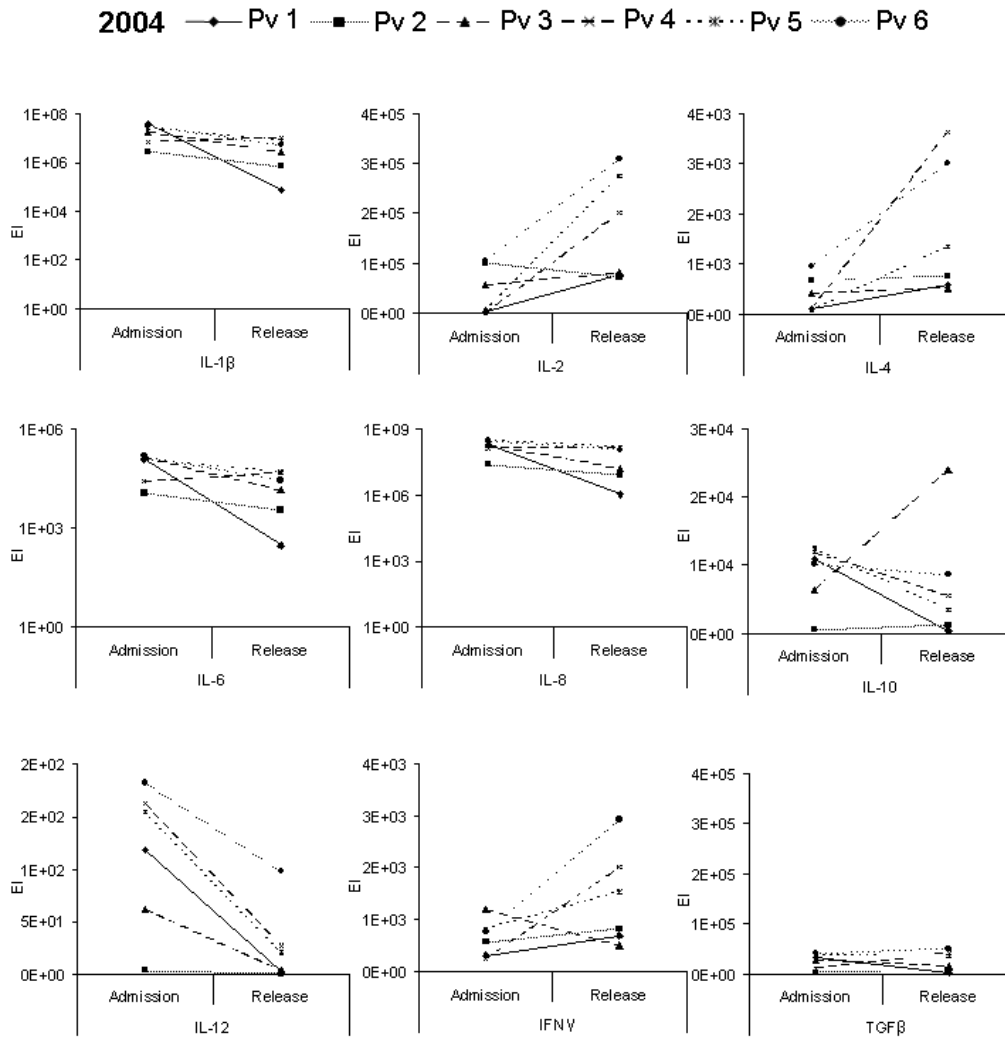 2004 Pv 1 Pv 2 Pv 3 Pv 4 Pv 5 Pv 6
1E+08
1E+06
1E+04
1E+02
1E+00
EI
Admission Release
IL-1β
4E+05
3E+05
2E+05
1E+05
0E+00
EI
Admission Release
IL-2
4E+03
3E+03
2E+03
1E+03
0E+00
EI
Admission Release
IL-4
1E+06
1E+03
1E+00
EI
Admission Release
IL-6
1E+09
1E+06
1E+03
1E+00
EI
Admission Release
IL-8
3E+04
2E+04
1E+04
0E+00
EI
Admission Release
IL-10
2E+02
2E+02
1E+02
5E+01
0E+00
EI
Admission Release
IL-12
4E+03
3E+03
2E+03
1E+03
0E+00
EI
Admission Release
IFNγ
4E+05
3E+05
2E+05
1E+05
0E+00
EI
Admission Release
TGFβ